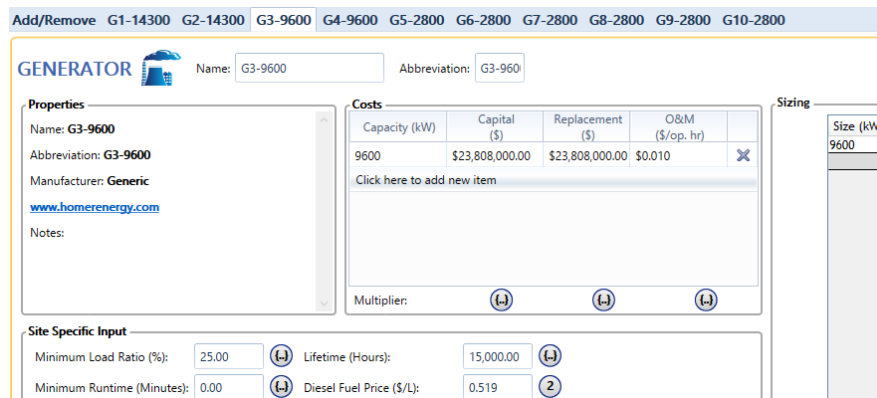 Add/Remove G1-14300 G2-14300 G3-9600 G4-9600 G5-2800 G6-2800 G7-2800 G8-2800 G9-2800 G10-2800
GENERATOR Name: G3-9600 Abbreviation: G3-960
Properties
Name: G3-9600
Abbreviation: G3-9600
Manufacturer: Generic
www.homerenergy.com
Notes:
Costs
Capacity (kW) Capital ($) Replacement ($) O&M ($/op. hr)
9600 $23,808,000.00 $23,808,000.00 $0.010
Click here to add new item
Multiplier: {..} {..} {..}
Sizing
Size (kW
9600
Site Specific Input
Minimum Load Ratio (%): 25.00 {..} Lifetime (Hours): 15,000.00 {..}
Minimum Runtime (Minutes): 0.00 {..} Diesel Fuel Price ($/L): 0.519 2